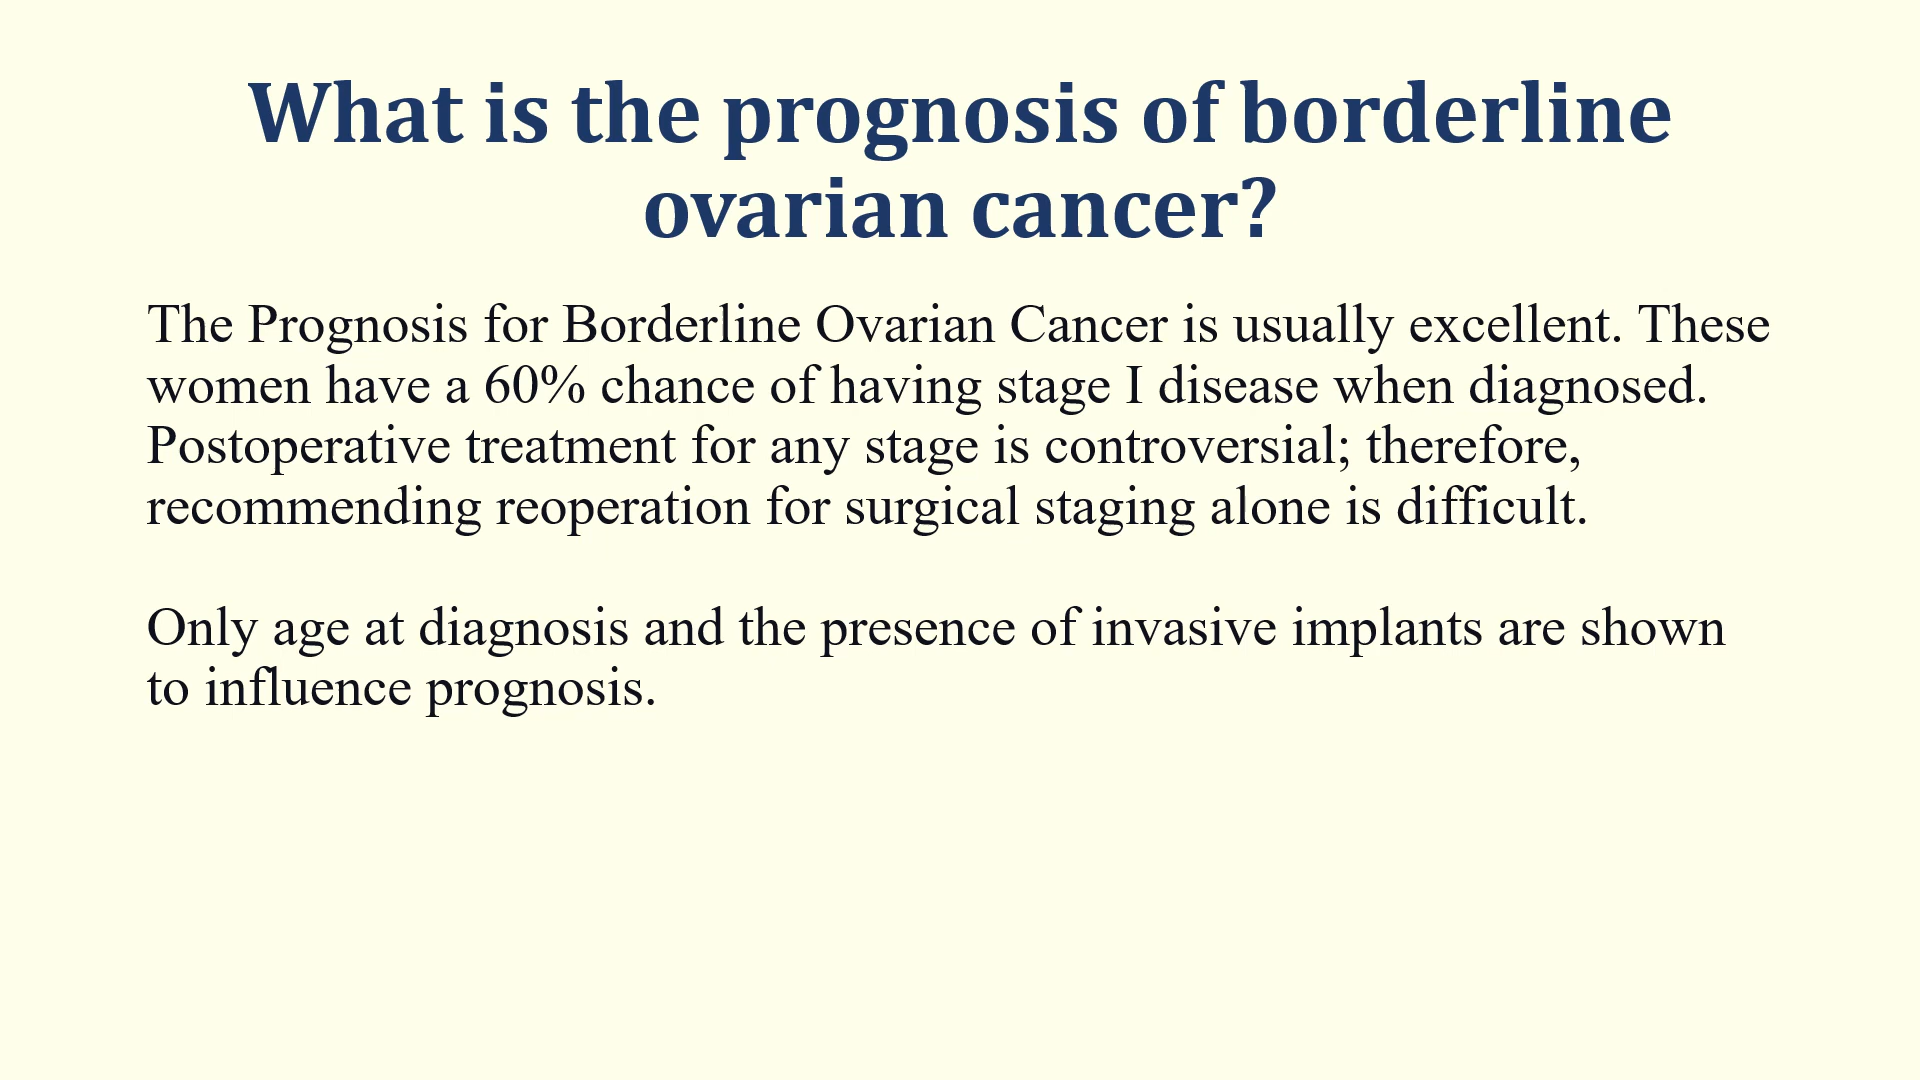 What is the prognosis of borderline
ovarian cancer?
The Prognosis for Borderline Ovarian Cancer is usually excellent. These
women have a 60% chance of having stage I disease when diagnosed.
Postoperative treatment for any stage is controversial; therefore,
recommending reoperation for surgical staging alone is difficult.
Only age at diagnosis and the presence of invasive implants are shown
to influence prognosis.